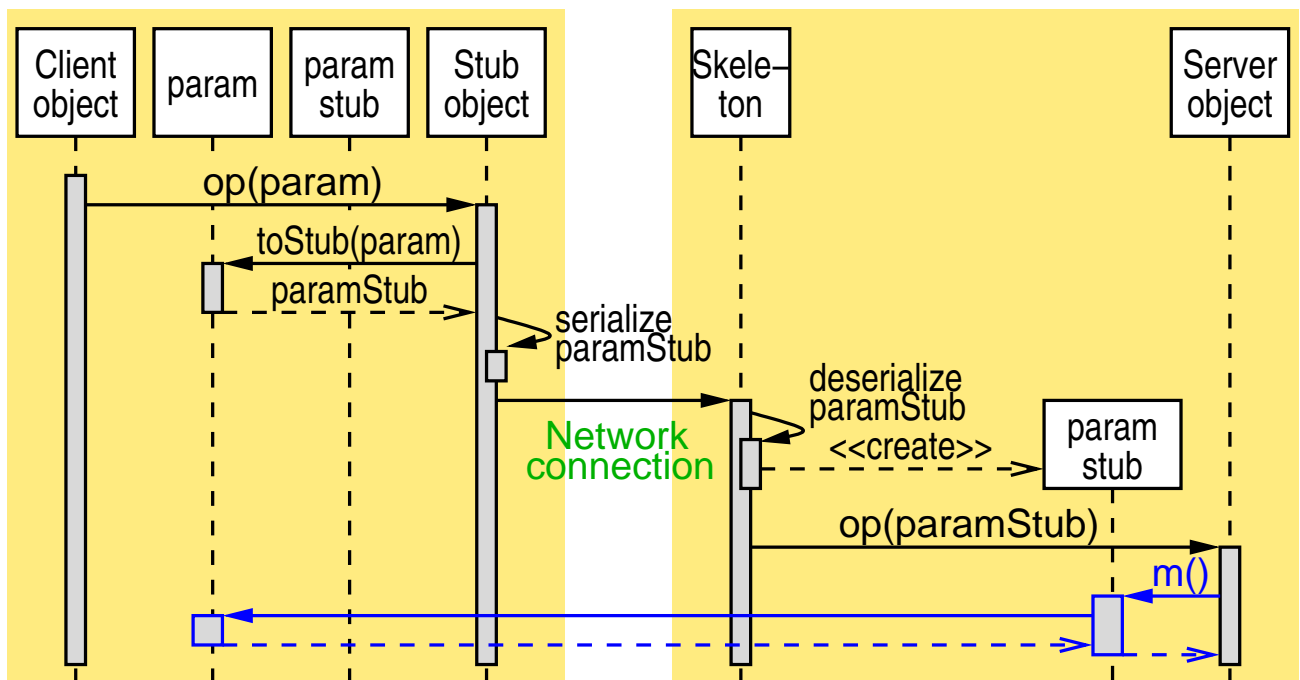 Client
object
param
param
stub
Stub
object
Skele–
ton
Server
object
op(param)
toStub(param)
paramStub
serialize
paramStub
deserialize
paramStub
Network
connection
<<create>>
param
stub
op(paramStub)
m()